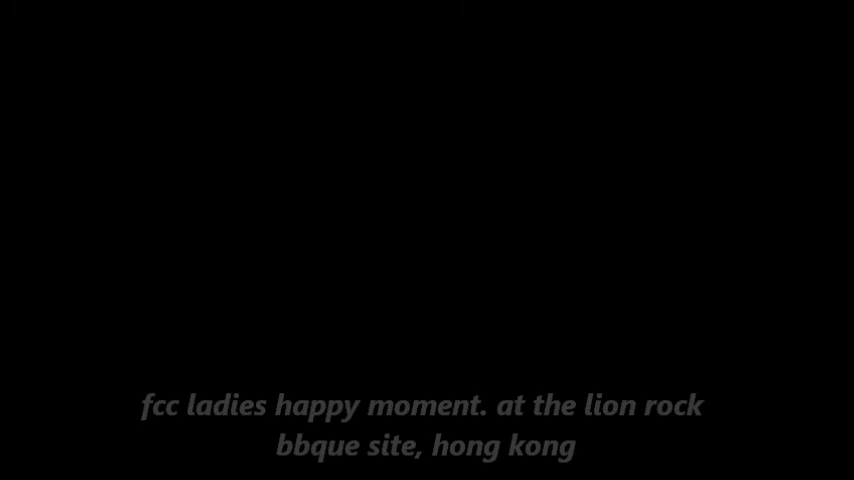 fcc ladies happy moment. at the lion rock
bbque site, hong kong